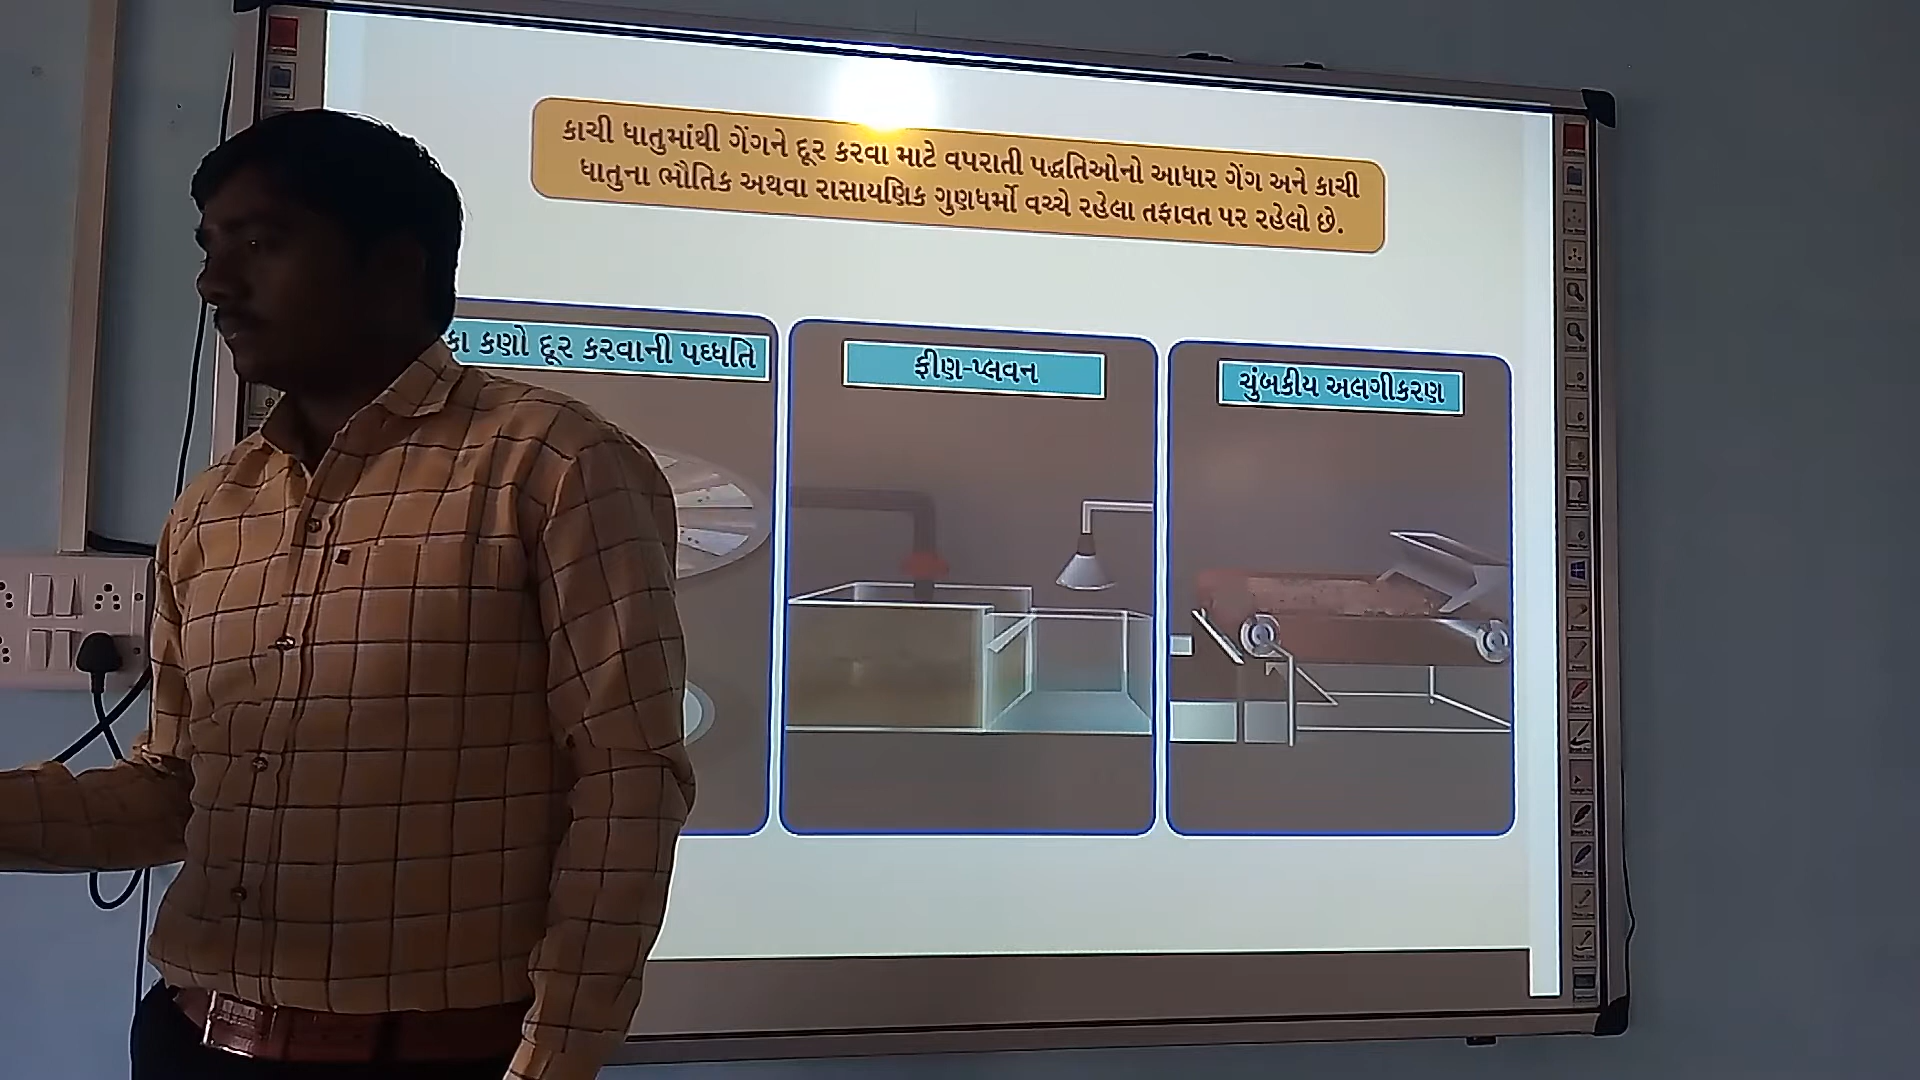 કાચી ધાતુમાંથી ગેંગને દૂર કરવા માટે વપરાતી પદ્ધતિઓનો આધાર ગેંગ અને કાચી
ધાતુના ભૌતિક અથવા રાસાયણિક ગુણધર્મો વચ્ચે રહેલા તફાવત પર રહેલો છે.
કણો દૂર કરવાની પધ્ધતિ
ફીણ-પ્લવન
ચુંબકીય અલગીકરણ